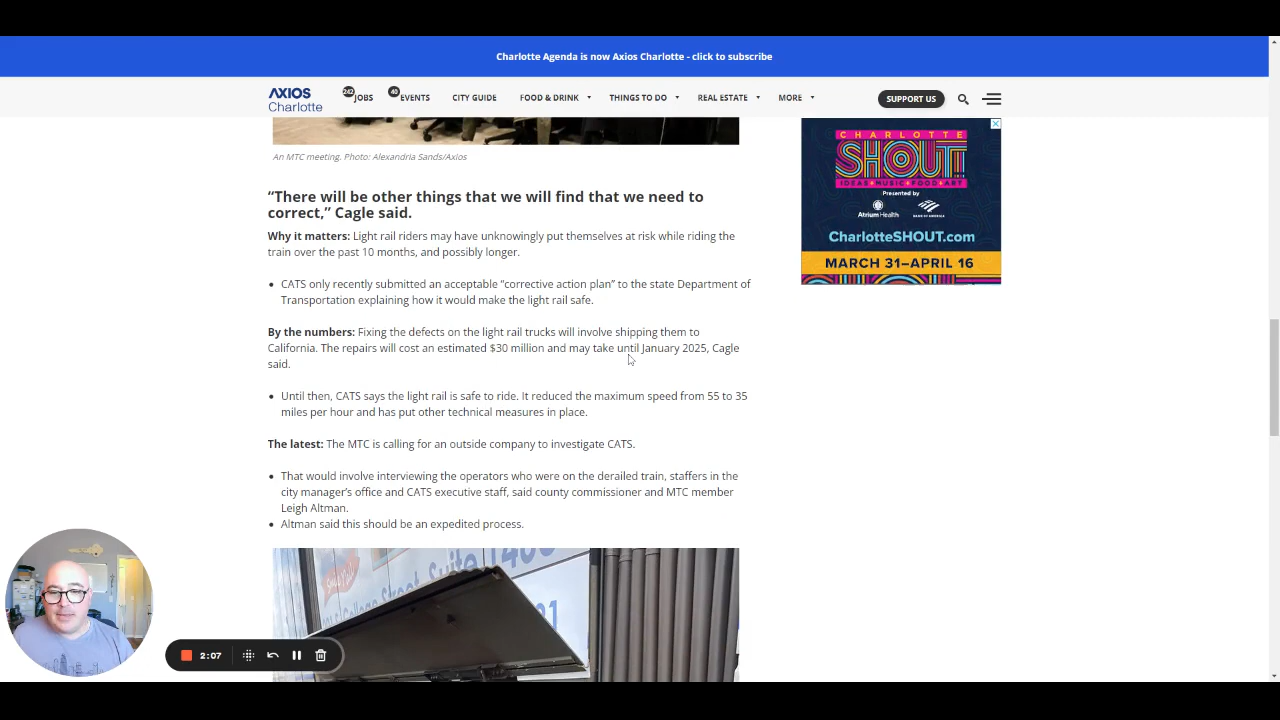 Charlotte Agenda is now Axios Charlotte - click to subscribe
AXIOS
Charlotte
242
JOBS
40
EVENTS
CITY GUIDE
FOOD & DRINK
THINGS TO DO
REAL ESTATE
MORE
SUPPORT US
An MTC meeting. Photo: Alexandria Sands/Axios
“There will be other things that we will find that we need to
correct,” Cagle said.
Why it matters: Light rail riders may have unknowingly put themselves at risk while riding the
train over the past 10 months, and possibly longer.
CATS only recently submitted an acceptable “corrective action plan” to the state Department of
Transportation explaining how it would make the light rail safe.
By the numbers: Fixing the defects on the light rail trucks will involve shipping them to
California. The repairs will cost an estimated $30 million and may take until January 2025, Cagle
said.
Until then, CATS says the light rail is safe to ride. It reduced the maximum speed from 55 to 35
miles per hour and has put other technical measures in place.
The latest: The MTC is calling for an outside company to investigate CATS.
That would involve interviewing the operators who were on the derailed train, staffers in the
city manager’s office and CATS executive staff, said county commissioner and MTC member
Leigh Altman.
Altman said this should be an expedited process.
CHARLOTTE
SHOUT!
IDEAS+MUSIC+FOOD+ART
Presented by
Atrium Health
BANK OF AMERICA
CharlotteSHOUT.com
MARCH 31–APRIL 16
College Street, Suite 1400
2:07